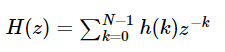 H(z) = ∑_{k=0}^{N-1} h(k)z^{-k}